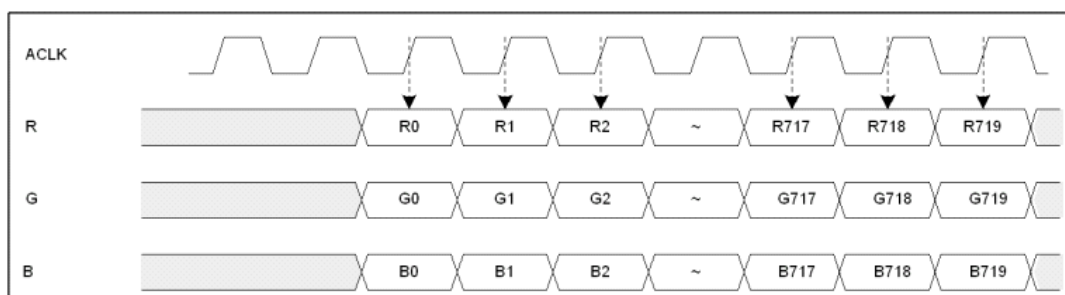 ACLK
R R0 R1 R2 ~ R717 R718 R719
G G0 G1 G2 ~ G717 G718 G719
B B0 B1 B2 ~ B717 B718 B719